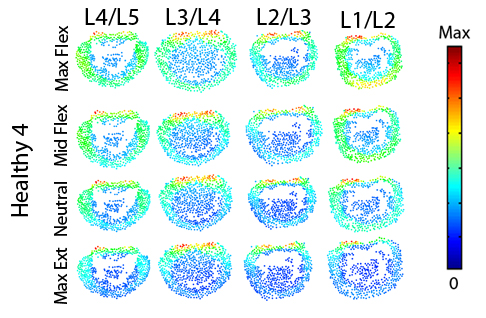 L4/L5 L3/L4 L2/L3 L1/L2
Max
Max Flex
Mid Flex
Neutral
Max Ext
Healthy 4
0